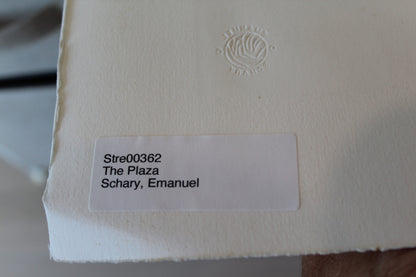 Stre00362
The Plaza
Schary, Emanuel